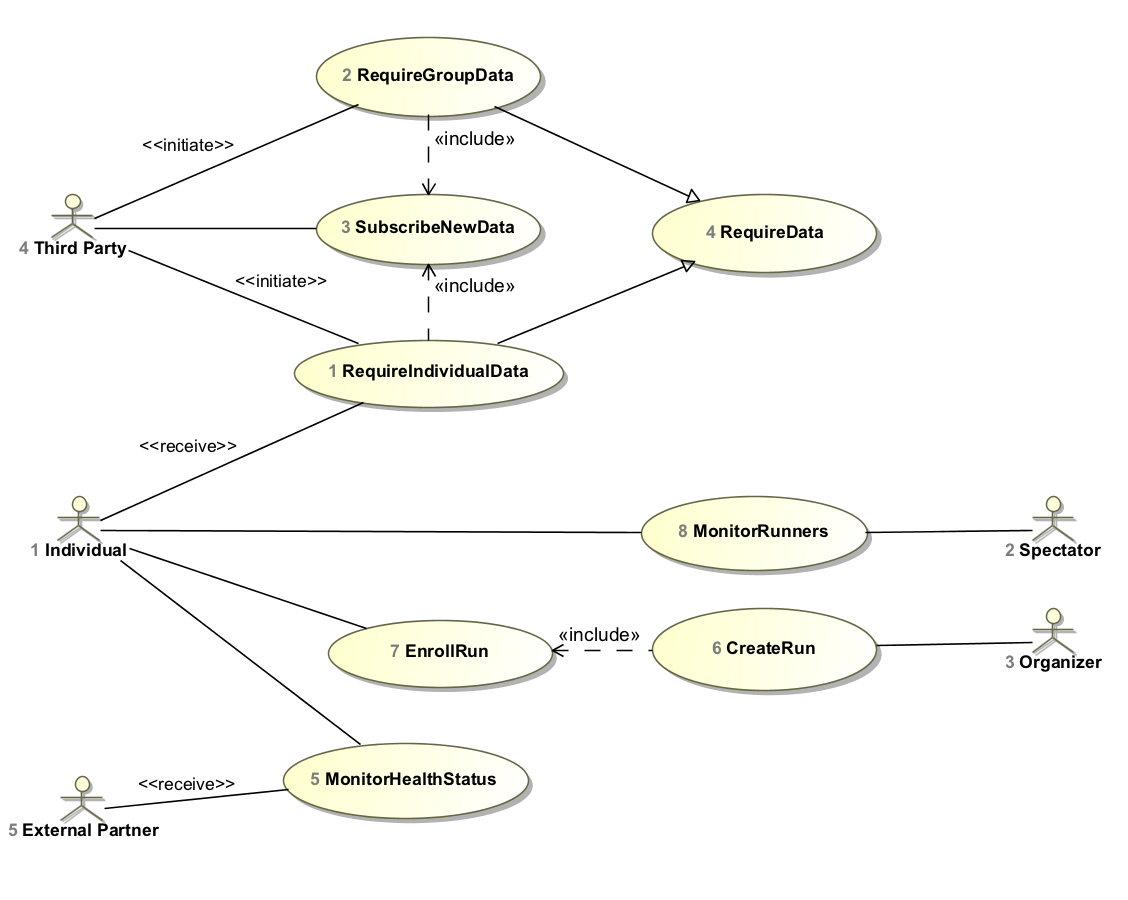 2 RequireGroupData
<<initiate>>
«include»
3 SubscribeNewData
4 RequireData
4 Third Party
<<initiate>>
«include»
1 RequireIndividualData
<<receive>>
1 Individual
8 MonitorRunners
2 Spectator
«include»
7 EnrollRun
6 CreateRun
3 Organizer
5 MonitorHealthStatus
<<receive>>
5 External Partner